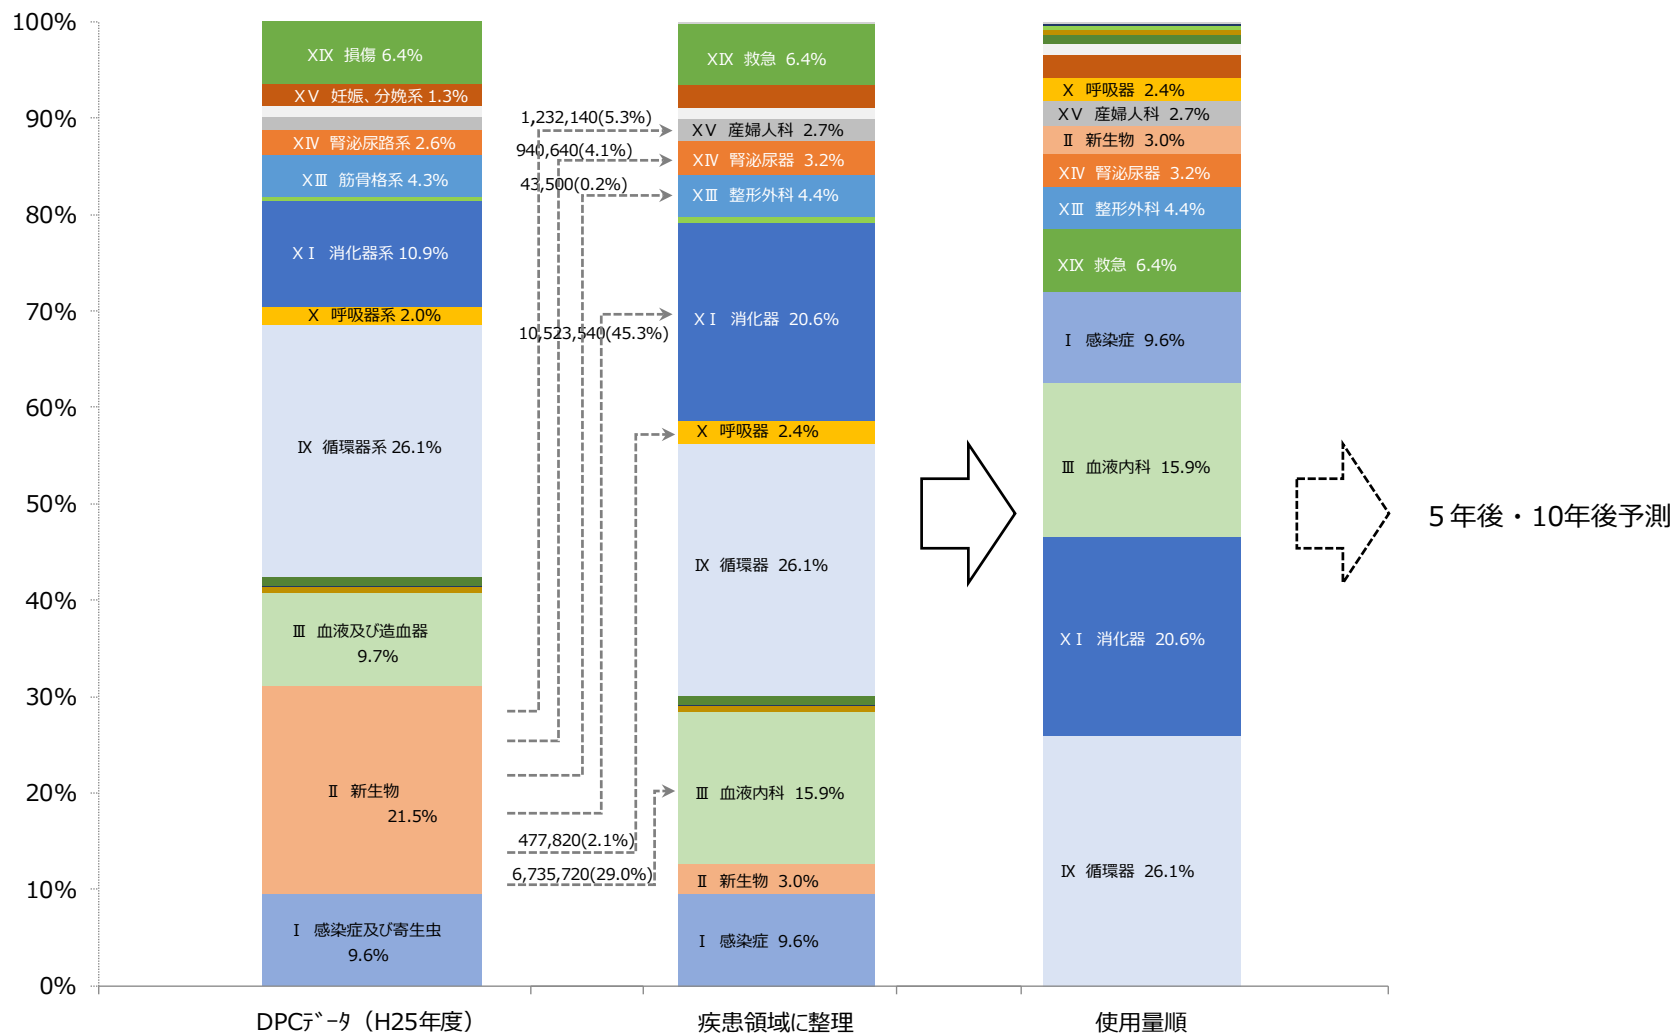 100%
90%
80%
70%
60%
50%
40%
30%
20%
10%
0%
XIX 損傷 6.4%
XV 妊娠、分娩系 1.3%
XIV 腎泌尿路系 2.6%
XⅢ 筋骨格系 4.3%
XⅠ 消化器系 10.9%
X 呼吸器系 2.0%
Ⅸ 循環器系 26.1%
Ⅲ 血液及び造血器
9.7%
Ⅱ 新生物
21.5%
Ⅰ 感染症及び寄生虫
9.6%
DPCﾃﾞｰﾀ（H25年度）
1,232,140(5.3%)
940,640(4.1%)
43,500(0.2%)
10,523,540(45.3%)
477,820(2.1%)
6,735,720(29.0%)
XIX 救急 6.4%
XV 産婦人科 2.7%
XIV 腎泌尿器 3.2%
XⅢ 整形外科 4.4%
XⅠ 消化器 20.6%
X 呼吸器 2.4%
Ⅸ 循環器 26.1%
Ⅲ 血液内科 15.9%
Ⅱ 新生物 3.0%
Ⅰ 感染症 9.6%
疾患領域に整理
X 呼吸器 2.4%
XV 産婦人科 2.7%
Ⅱ 新生物 3.0%
XIV 腎泌尿器 3.2%
XⅢ 整形外科 4.4%
XIX 救急 6.4%
Ⅰ 感染症 9.6%
Ⅲ 血液内科 15.9%
XⅠ 消化器 20.6%
Ⅸ 循環器 26.1%
使用量順
５年後・10年後予測